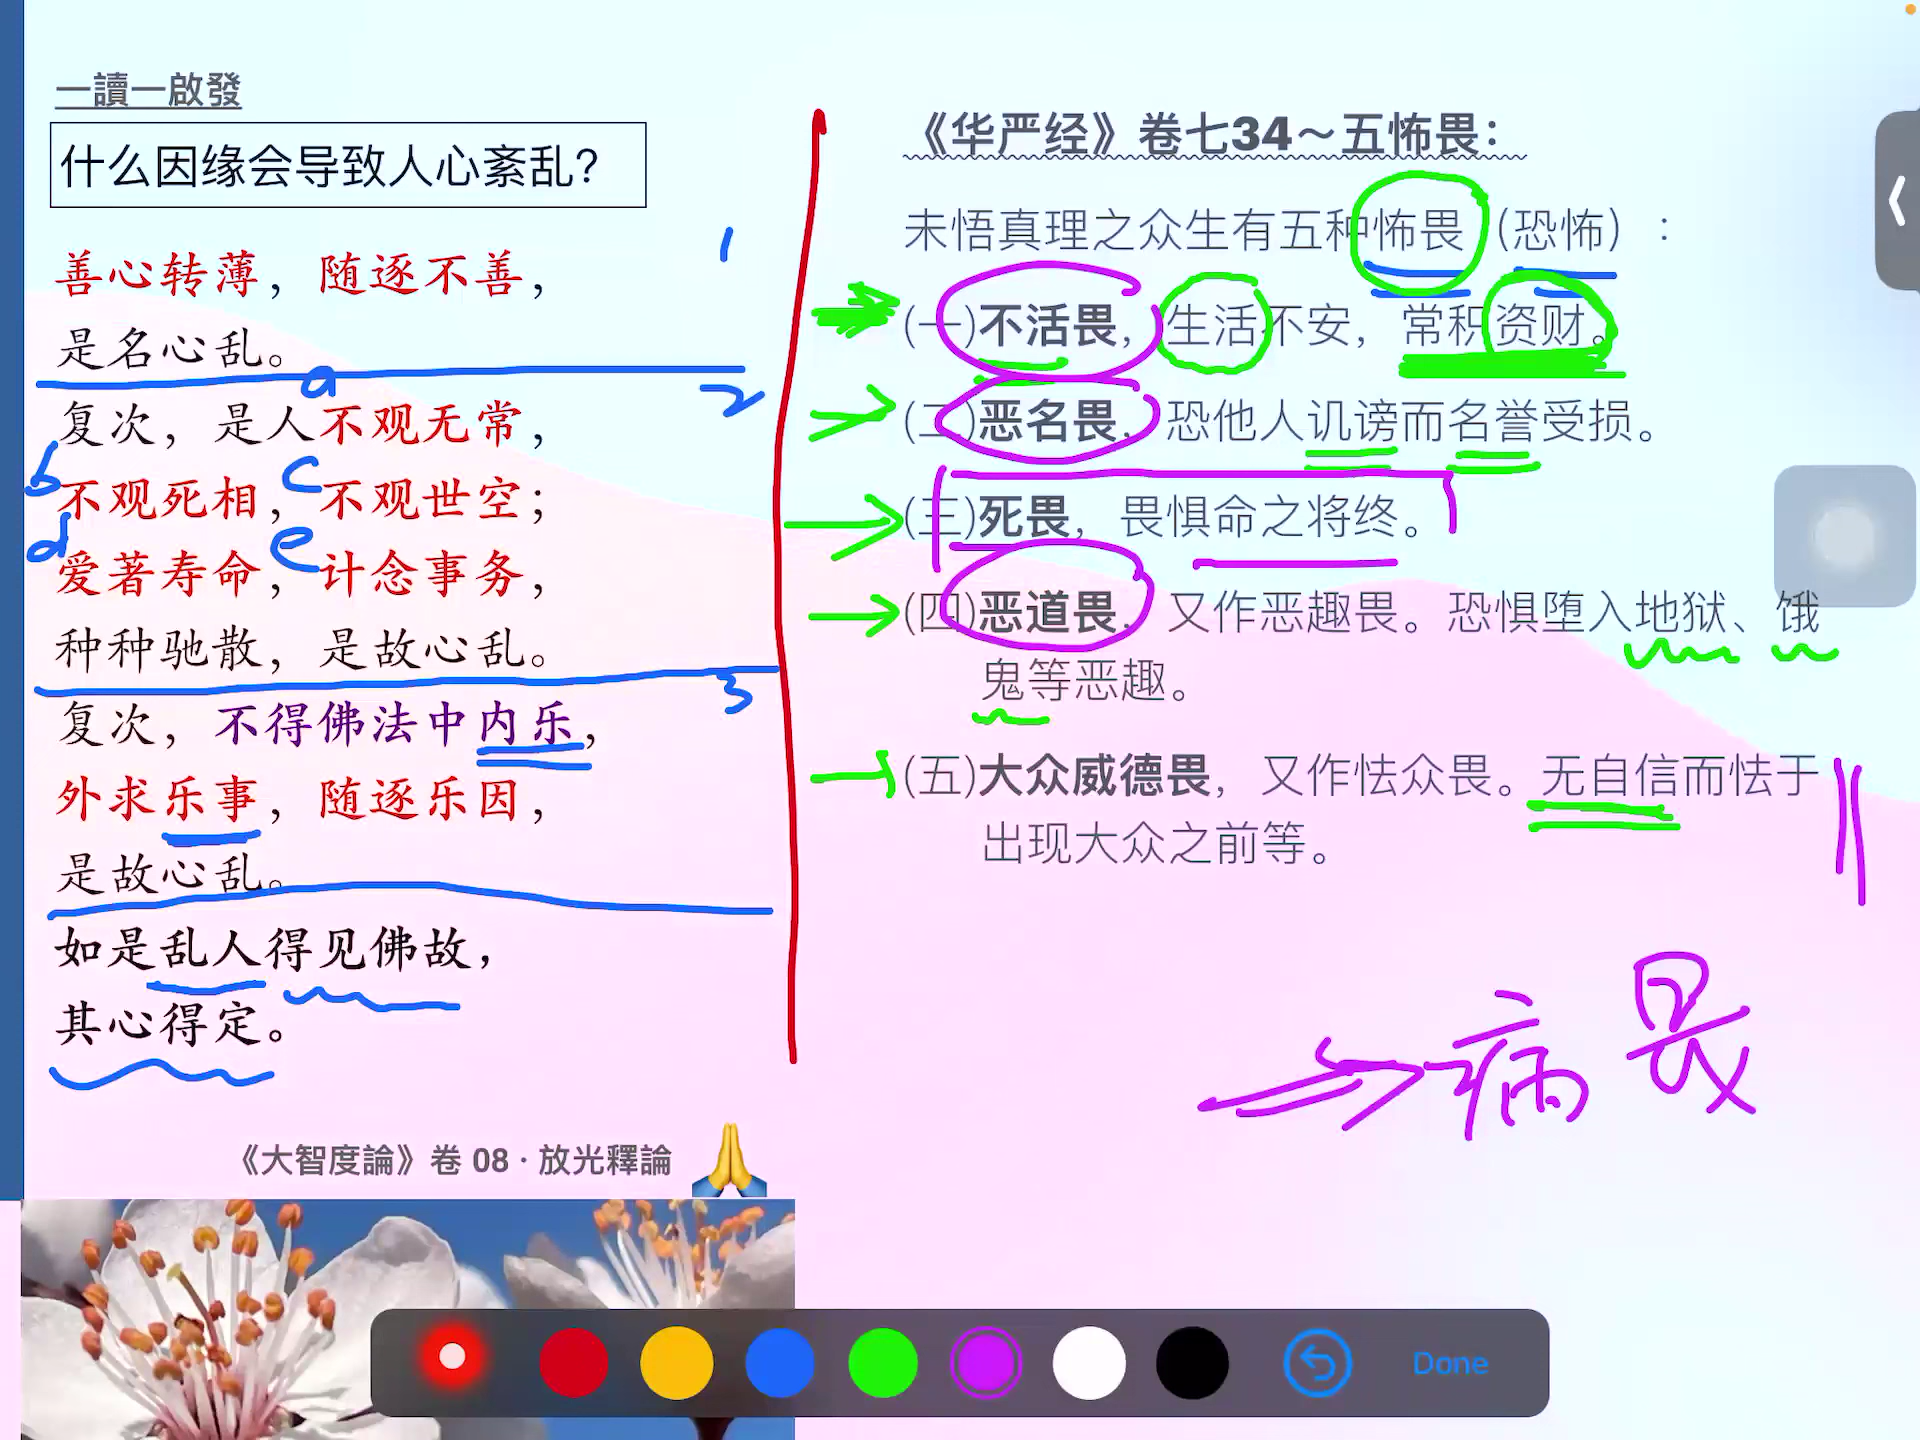 一讀一啟發
什么因缘会导致人心紊乱？
善心转薄，随逐不善，
是名心乱。
复次，是人不观无常，
不观死相，不观世空；
爱著寿命，计念事务，
种种驰散，是故心乱。
复次，不得佛法中内乐，
外求乐事，随逐乐因，
是故心乱。
如是乱人得见佛故，
其心得定。
《大智度論》卷 08 · 放光釋論
1
a
2
b
c
d
e
3
《华严经》卷七34～五怖畏：
未悟真理之众生有五种怖畏（恐怖）：
(一)不活畏，生活不安，常积资财。
(二)恶名畏，恐他人讥谤而名誉受损。
(三)死畏，畏惧命之将终。
(四)恶道畏，又作恶趣畏。恐惧堕入地狱、饿
鬼等恶趣。
(五)大众威德畏，又作怯众畏。无自信而怯于
出现大众之前等。
病畏
Done